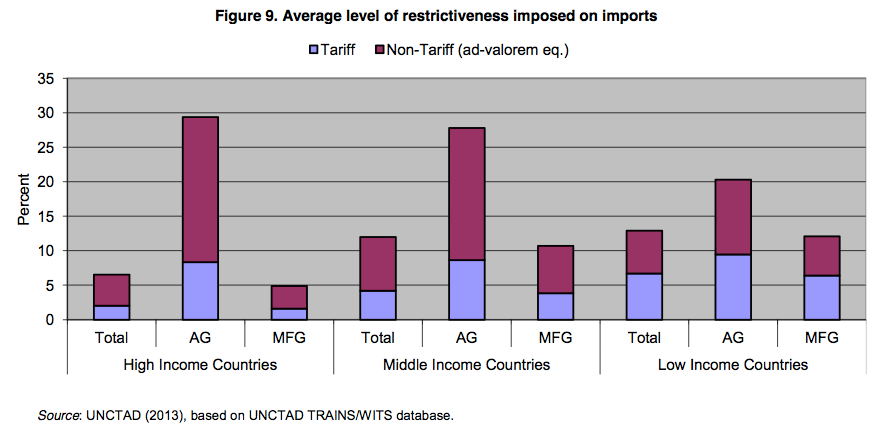 Figure 9. Average level of restrictiveness imposed on imports
Tariff Non-Tariff (ad-valorem eq.)
35
30
25
20
15
10
5
0
Percent
Total AG MFG Total AG MFG Total AG MFG
High Income Countries Middle Income Countries Low Income Countries
Source: UNCTAD (2013), based on UNCTAD TRAINS/WITS database.